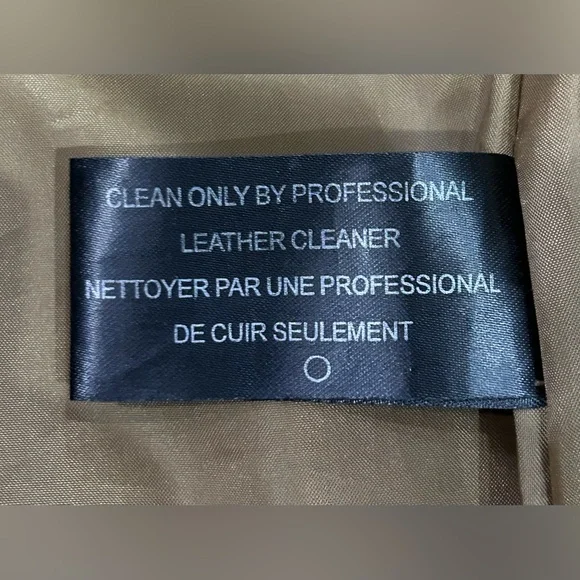 CLEAN ONLY BY PROFESSIONAL
LEATHER CLEANER
NETTOYER PAR UNE PROFESSIONAL
DE CUIR SEULEMENT